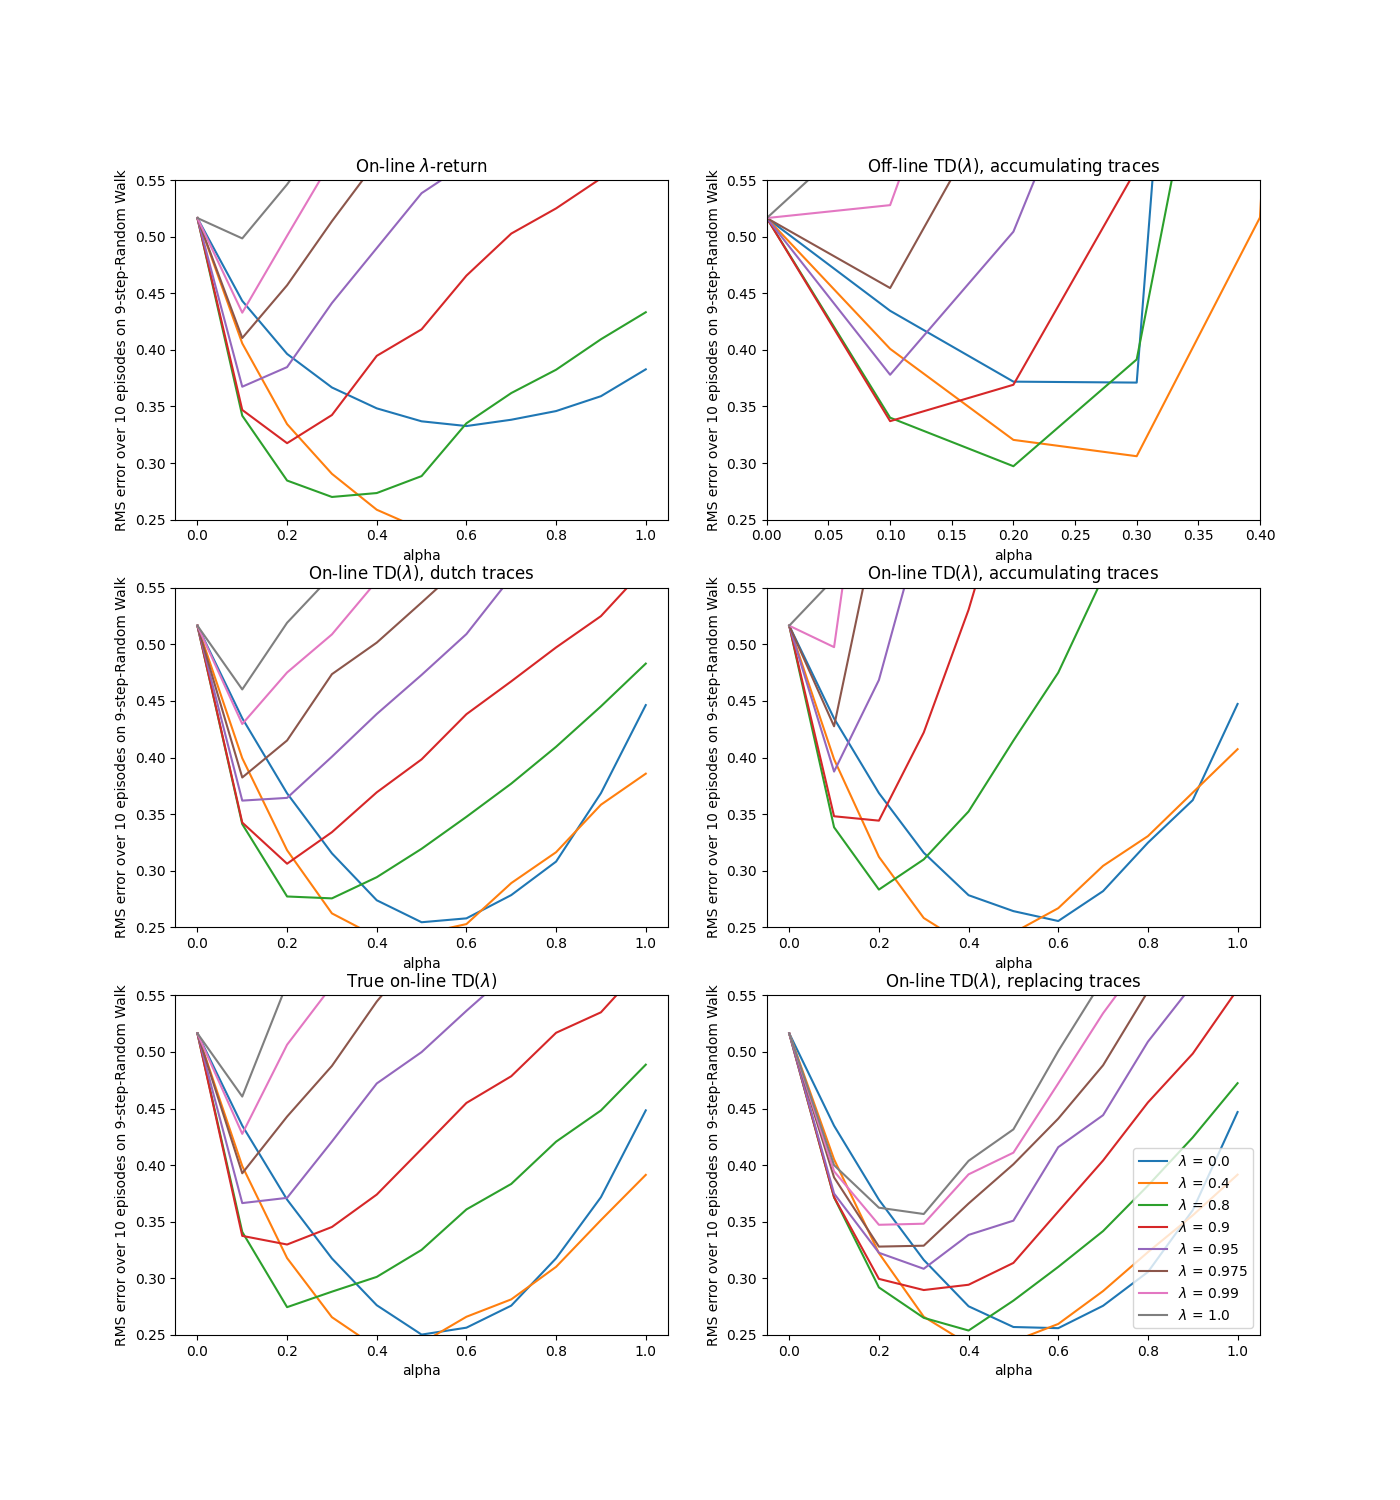 On-line λ-return
RMS error over 10 episodes on 9-step-Random Walk
0.55
0.50
0.45
0.40
0.35
0.30
0.25
0.0 0.2 0.4 0.6 0.8 1.0
alpha
Off-line TD(λ), accumulating traces
RMS error over 10 episodes on 9-step-Random Walk
0.55
0.50
0.45
0.40
0.35
0.30
0.25
0.00 0.05 0.10 0.15 0.20 0.25 0.30 0.35 0.40
alpha
On-line TD(λ), dutch traces
RMS error over 10 episodes on 9-step-Random Walk
0.55
0.50
0.45
0.40
0.35
0.30
0.25
0.0 0.2 0.4 0.6 0.8 1.0
alpha
On-line TD(λ), accumulating traces
RMS error over 10 episodes on 9-step-Random Walk
0.55
0.50
0.45
0.40
0.35
0.30
0.25
0.0 0.2 0.4 0.6 0.8 1.0
alpha
True on-line TD(λ)
RMS error over 10 episodes on 9-step-Random Walk
0.55
0.50
0.45
0.40
0.35
0.30
0.25
0.0 0.2 0.4 0.6 0.8 1.0
alpha
On-line TD(λ), replacing traces
RMS error over 10 episodes on 9-step-Random Walk
0.55
0.50
0.45
0.40
0.35
0.30
0.25
0.0 0.2 0.4 0.6 0.8 1.0
alpha
λ = 0.0
λ = 0.4
λ = 0.8
λ = 0.9
λ = 0.95
λ = 0.975
λ = 0.99
λ = 1.0